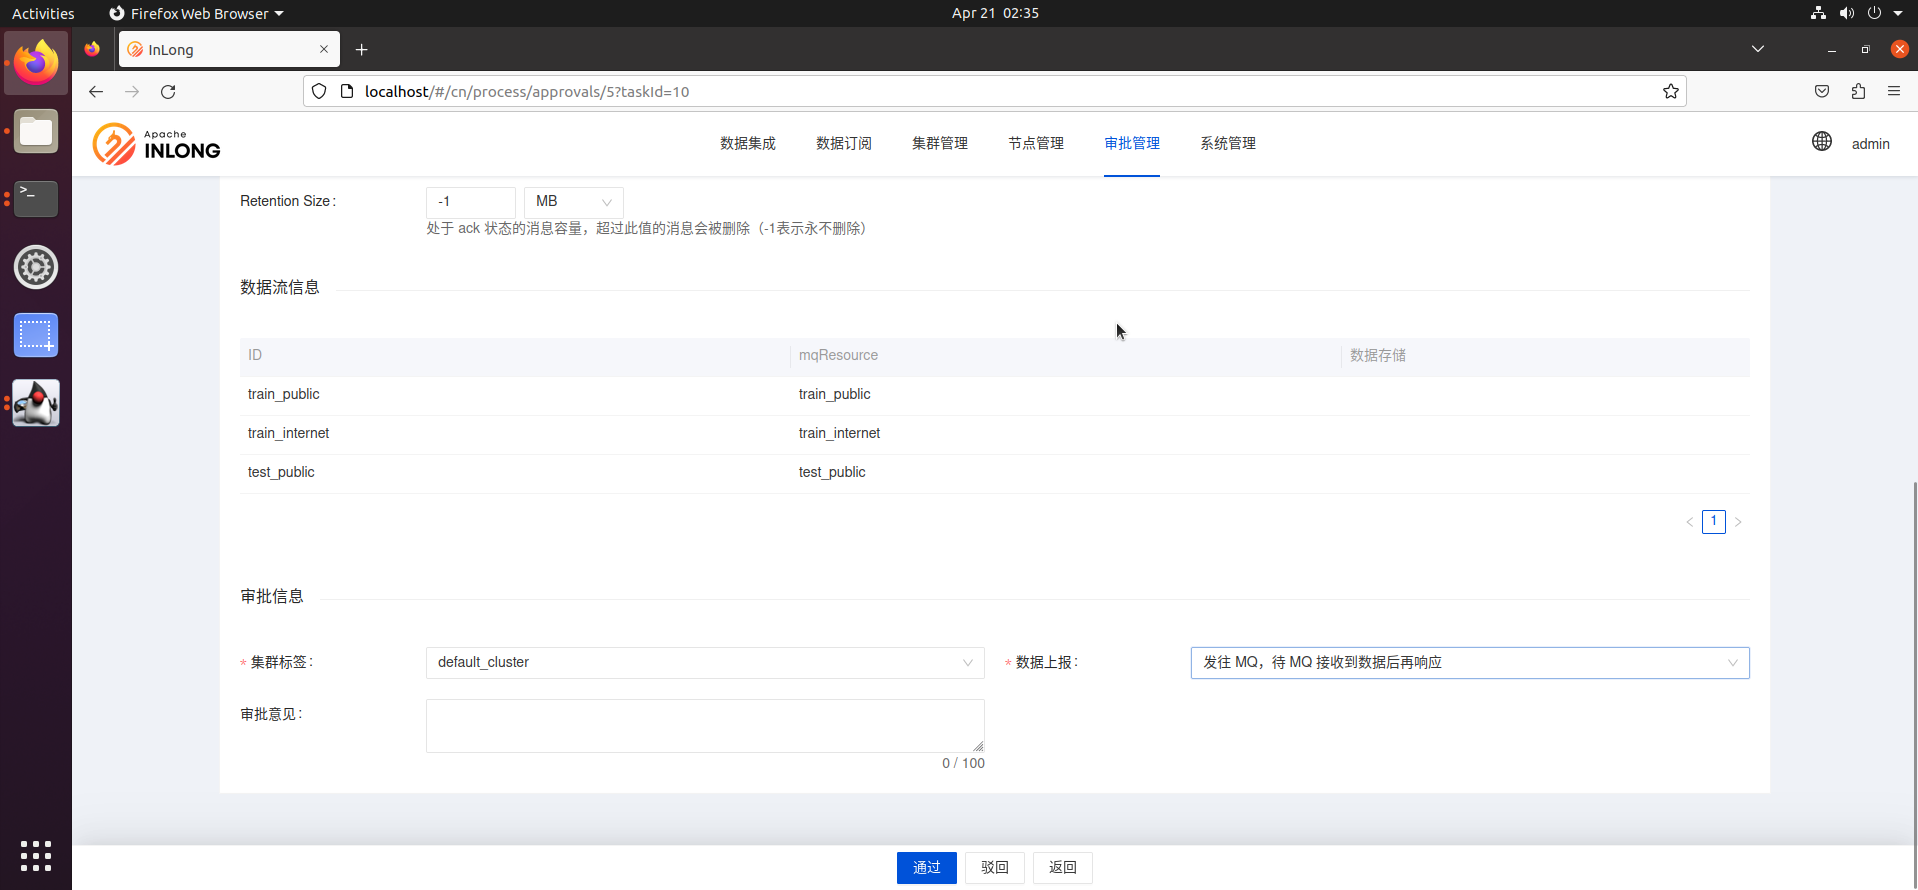 Activities Firefox Web Browser Apr 21 02:35
InLong
localhost/#/cn/process/approvals/5?taskId=10
Apache
INLONG
数据集成 数据订阅 集群管理 节点管理 审批管理 系统管理 admin
Retention Size: -1 MB
处于 ack 状态的消息容量，超过此值的消息会被删除（-1表示永不删除）
数据流信息
ID mqResource 数据存储
train_public train_public
train_internet train_internet
test_public test_public
1
审批信息
* 集群标签: default_cluster * 数据上报: 发往 MQ，待 MQ 接收到数据后再响应
审批意见:
0 / 100
通过 驳回 返回